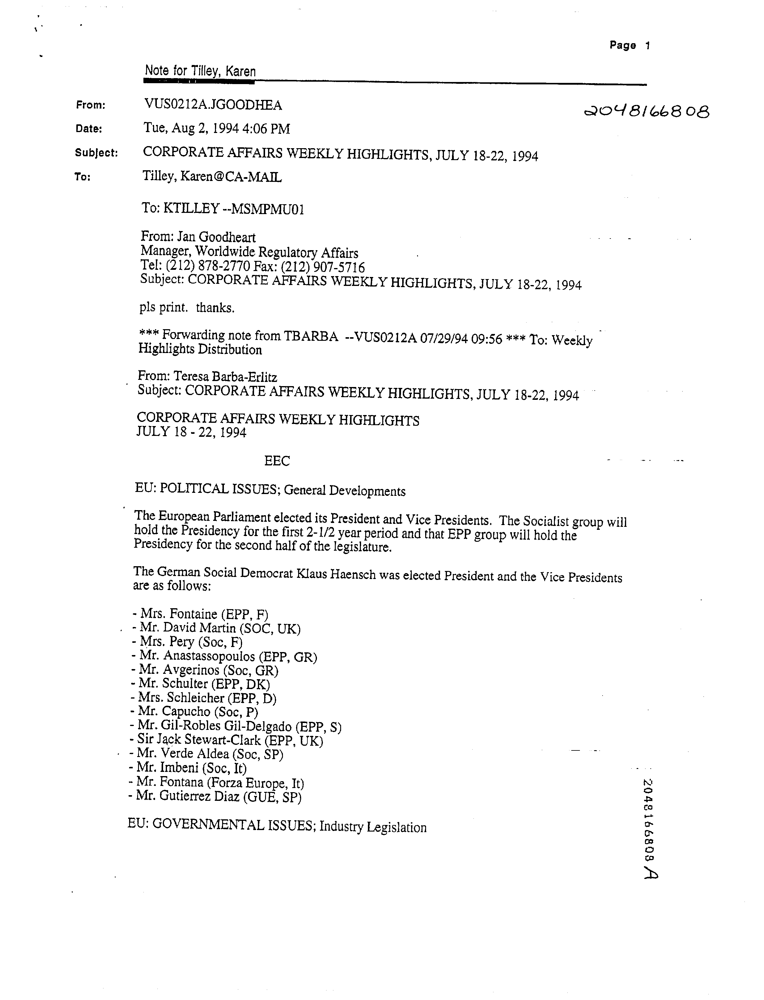 Page 1
Note for Tilley, Karen
From: VUS0212A.JGOODHEA
2048166808
Date: Tue, Aug 2, 1994 4:06 PM
Subject: CORPORATE AFFAIRS WEEKLY HIGHLIGHTS, JULY 18-22, 1994
To: Tilley, Karen@CA-MAIL
To: KTILLEY --MSMPMU01
From: Jan Goodheart
Manager, Worldwide Regulatory Affairs
Tel: (212) 878-2770 Fax: (212) 907-5716
Subject: CORPORATE AFFAIRS WEEKLY HIGHLIGHTS, JULY 18-22, 1994
pls print. thanks.
*** Forwarding note from TBARBA --VUS0212A 07/29/94 09:56 *** To: Weekly
Highlights Distribution
From: Teresa Barba-Erlitz
Subject: CORPORATE AFFAIRS WEEKLY HIGHLIGHTS, JULY 18-22, 1994
CORPORATE AFFAIRS WEEKLY HIGHLIGHTS
JULY 18 - 22, 1994
EEC
EU: POLITICAL ISSUES; General Developments
The European Parliament elected its President and Vice Presidents. The Socialist group will
hold the Presidency for the first 2-1/2 year period and that EPP group will hold the
Presidency for the second half of the legislature.
The German Social Democrat Klaus Haensch was elected President and the Vice Presidents
are as follows:
- Mrs. Fontaine (EPP, F)
- Mr. David Martin (SOC, UK)
- Mrs. Pery (Soc, F)
- Mr. Anastassopoulos (EPP, GR)
- Mr. Avgerinos (Soc, GR)
- Mr. Schulter (EPP, DK)
- Mrs. Schleicher (EPP, D)
- Mr. Capucho (Soc, P)
- Mr. Gil-Robles Gil-Delgado (EPP, S)
- Sir Jack Stewart-Clark (EPP, UK)
- Mr. Verde Aldea (Soc, SP)
- Mr. Imbeni (Soc, It)
- Mr. Fontana (Forza Europe, It)
- Mr. Gutierrez Diaz (GUE, SP)
EU: GOVERNMENTAL ISSUES; Industry Legislation
2048166808 A